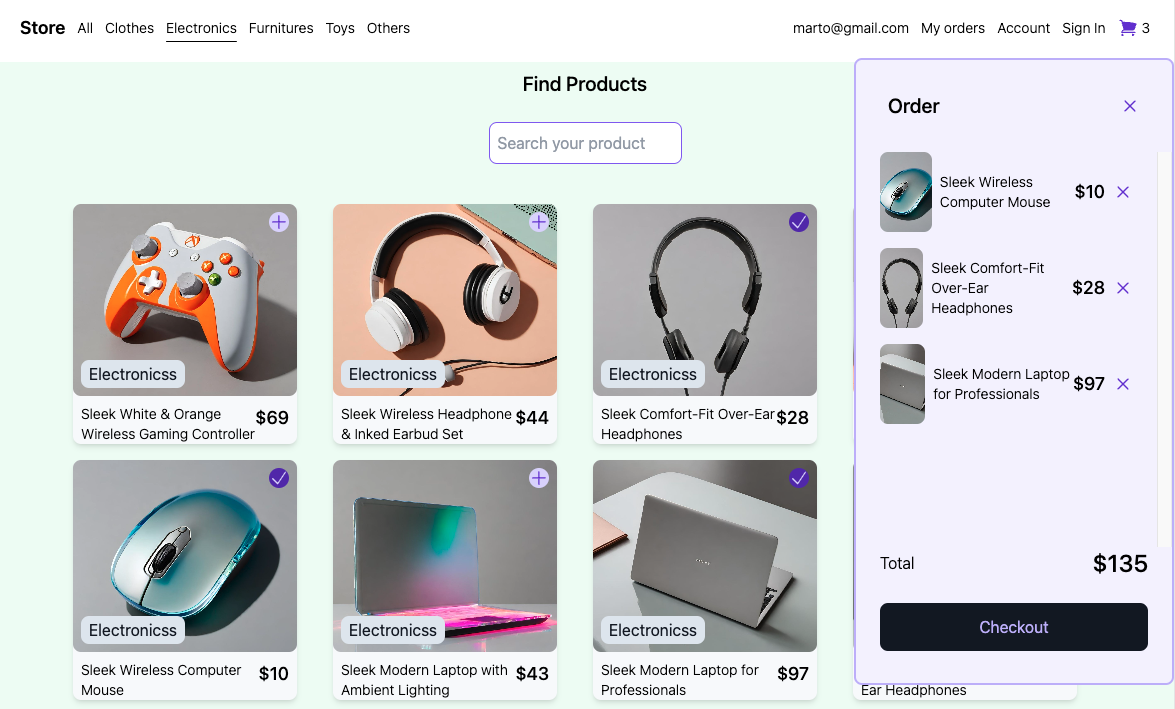 Store All Clothes Electronics Furnitures Toys Others marto@gmail.com My orders Account Sign In 3
Find Products
Search your product
Order
Sleek Wireless
Computer Mouse
$10
Sleek Comfort-Fit
Over-Ear
Headphones
$28
Sleek Modern Laptop
for Professionals
$97
Total $135
Checkout
Electronicss
Sleek White & Orange
Wireless Gaming Controller
$69
Electronicss
Sleek Wireless Headphone
& Inked Earbud Set
$44
Electronicss
Sleek Comfort-Fit Over-Ear
Headphones
$28
Electronicss
Sleek Wireless Computer
Mouse
$10
Electronicss
Sleek Modern Laptop with
Ambient Lighting
$43
Electronicss
Sleek Modern Laptop for
Professionals
$97
Ear Headphones